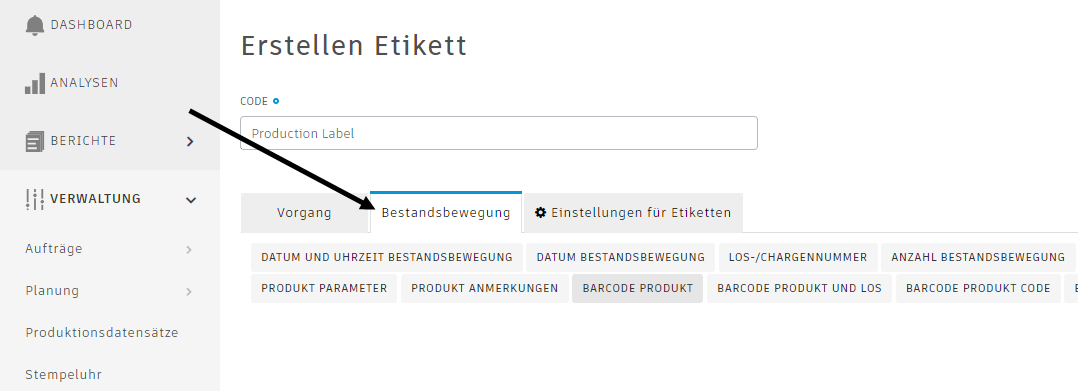 DASHBOARD
ANALYSEN
BERICHTE
VERWALTUNG
Aufträge
Planung
Produktionsdatensätze
Stempeluhr
Erstellen Etikett
CODE
Production Label
Vorgang Bestandsbewegung Einstellungen für Etiketten
DATUM UND UHRZEIT BESTANDSBEWEGUNG DATUM BESTANDSBEWEGUNG LOS-/CHARGENNUMMER ANZAHL BESTANDSBEWEGUNG
PRODUKT PARAMETER PRODUKT ANMERKUNGEN BARCODE PRODUKT BARCODE PRODUKT UND LOS BARCODE PRODUKT CODE